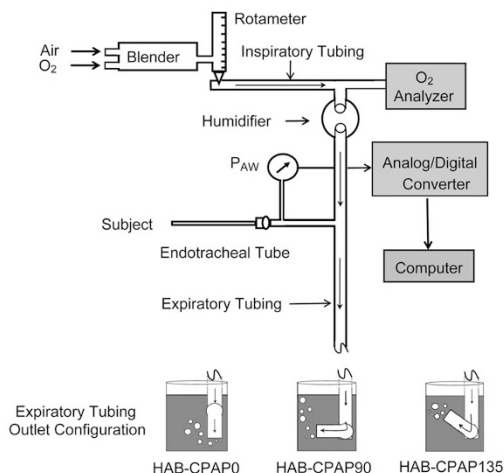 Rotameter
Air
O₂
Blender
Inspiratory Tubing
O₂
Analyzer
Humidifier
P_AW
Analog/Digital
Converter
Subject
Endotracheal Tube
Computer
Expiratory Tubing
Expiratory Tubing
Outlet Configuration
HAB-CPAP0
HAB-CPAP90
HAB-CPAP135